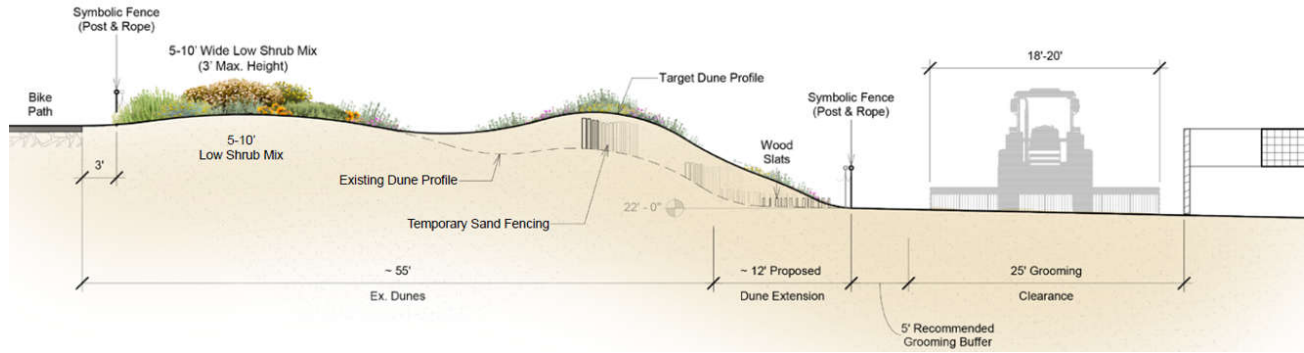 Symbolic Fence
(Post & Rope)
5-10' Wide Low Shrub Mix
(3' Max. Height)
18'-20'
Target Dune Profile
Bike
Path
Symbolic Fence
(Post & Rope)
5-10'
Low Shrub Mix
Wood
Slats
3'
Existing Dune Profile
22' - 0"
Temporary Sand Fencing
~ 55'
Ex. Dunes
~ 12' Proposed
Dune Extension
25' Grooming
Clearance
5' Recommended
Grooming Buffer